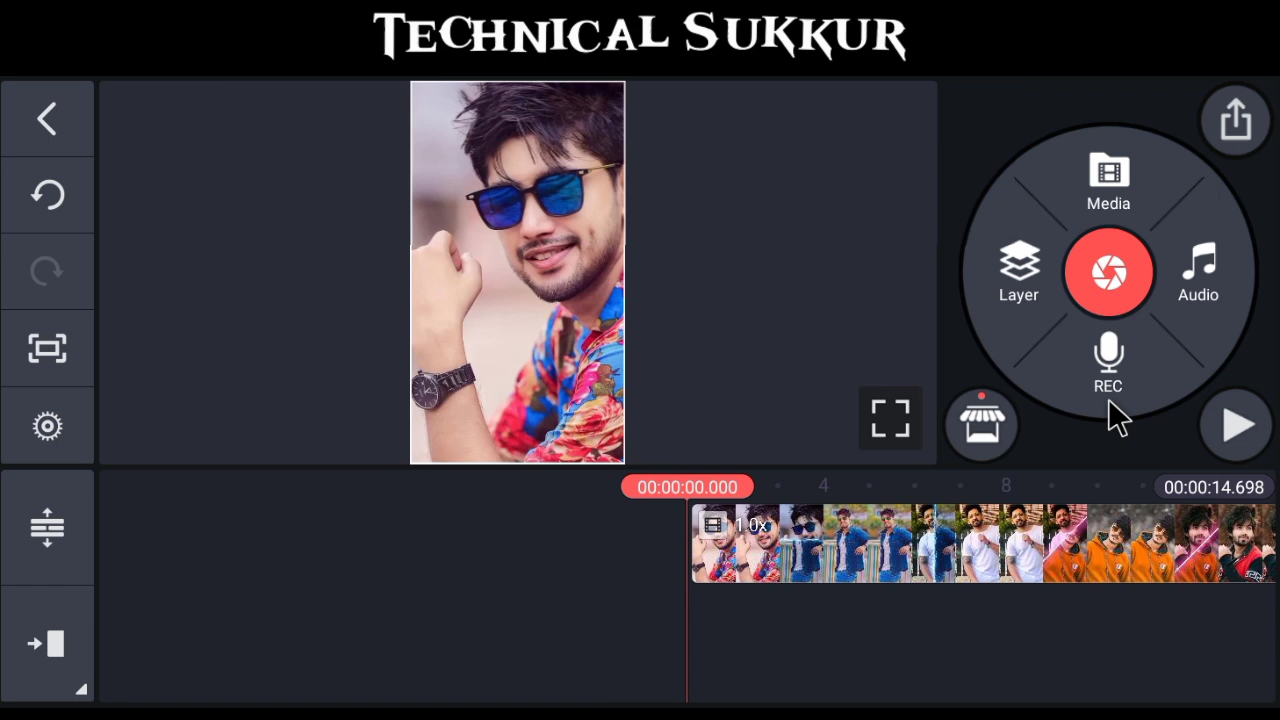 TECHNICAL SUKKUR
Media
Layer
Audio
REC
00:00:00.000
4
8
00:00:14.698
1.0x